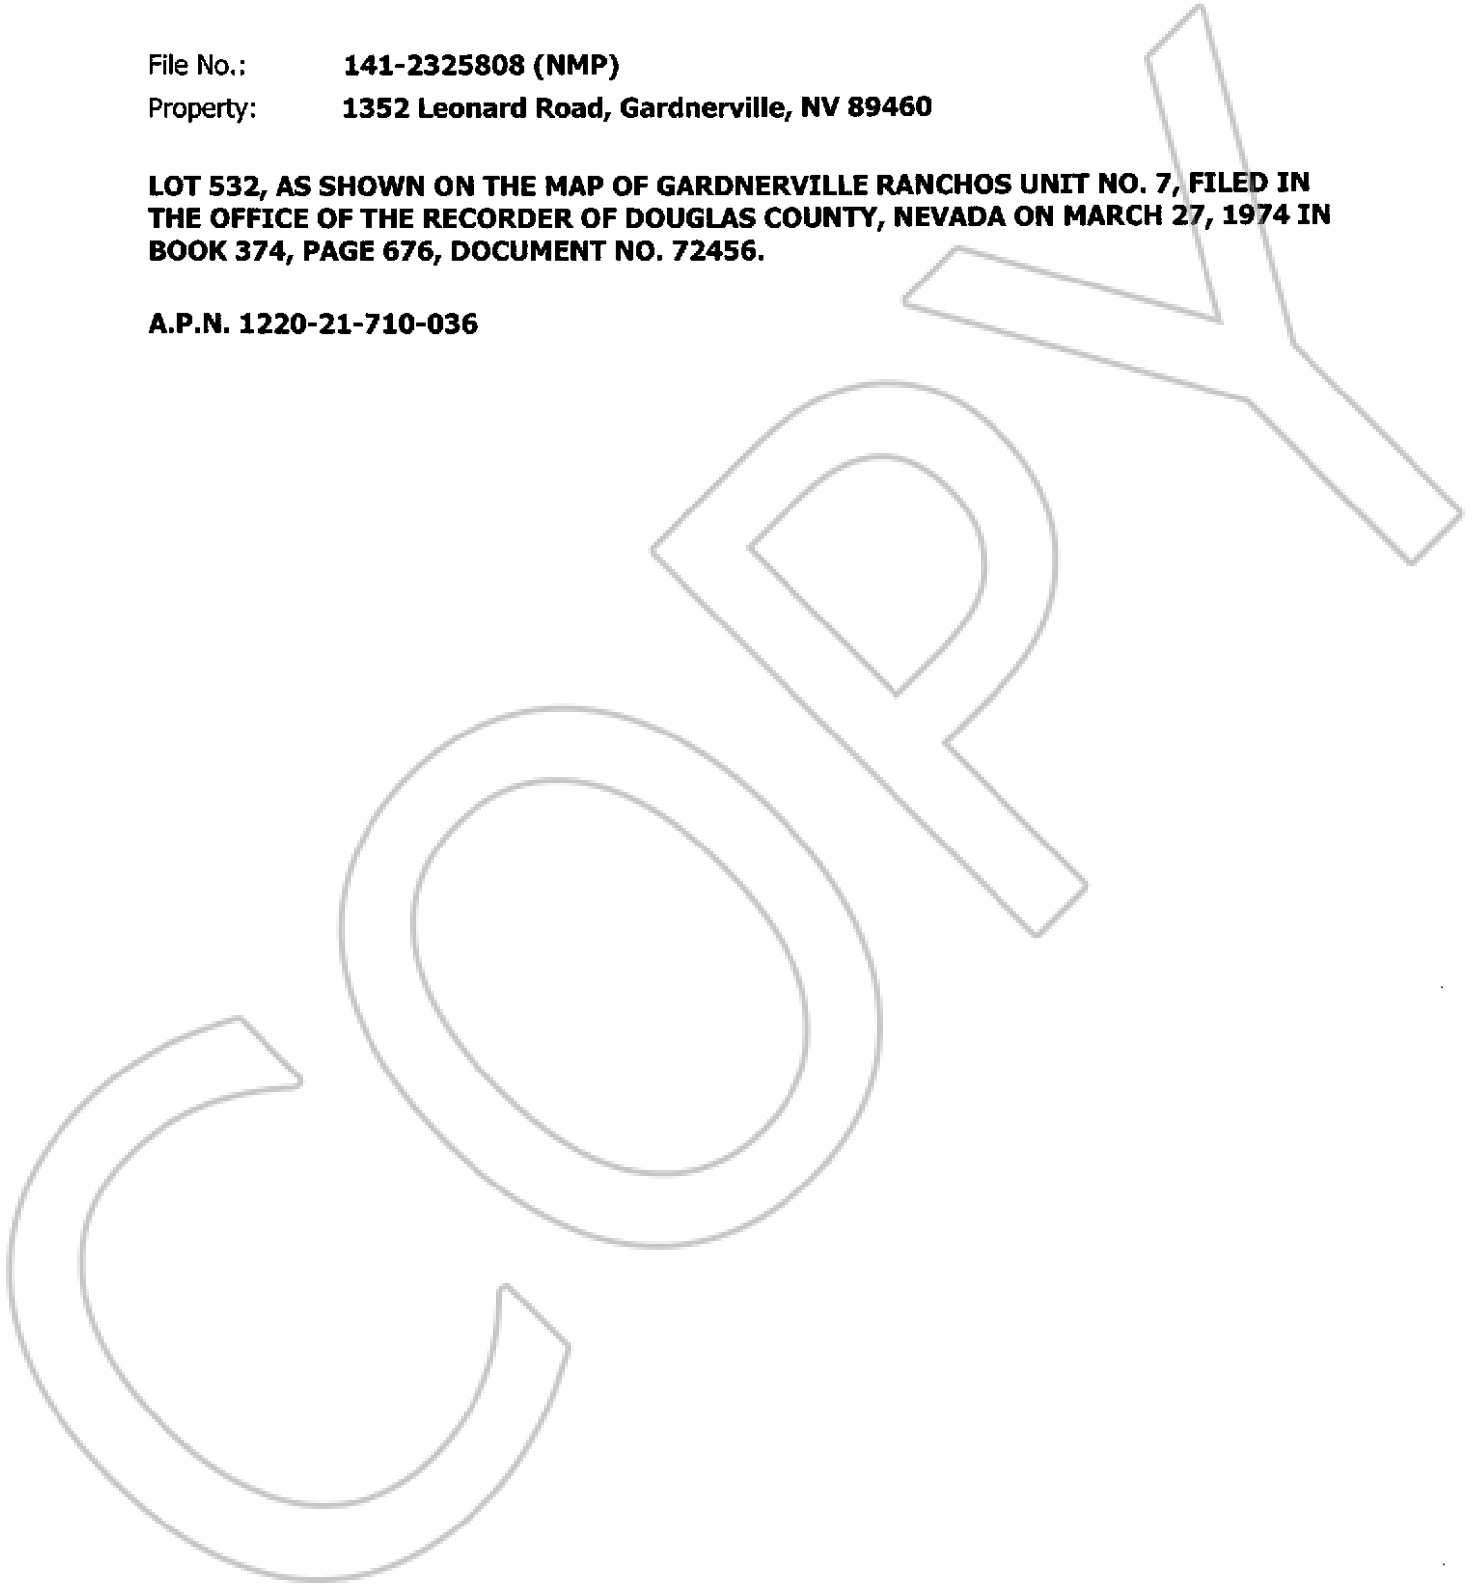 File No.: 141-2325808 (NMP)
Property: 1352 Leonard Road, Gardnerville, NV 89460
LOT 532, AS SHOWN ON THE MAP OF GARDNERVILLE RANCHOS UNIT NO. 7, FILED IN
THE OFFICE OF THE RECORDER OF DOUGLAS COUNTY, NEVADA ON MARCH 27, 1974 IN
BOOK 374, PAGE 676, DOCUMENT NO. 72456.
A.P.N. 1220-21-710-036
COPY